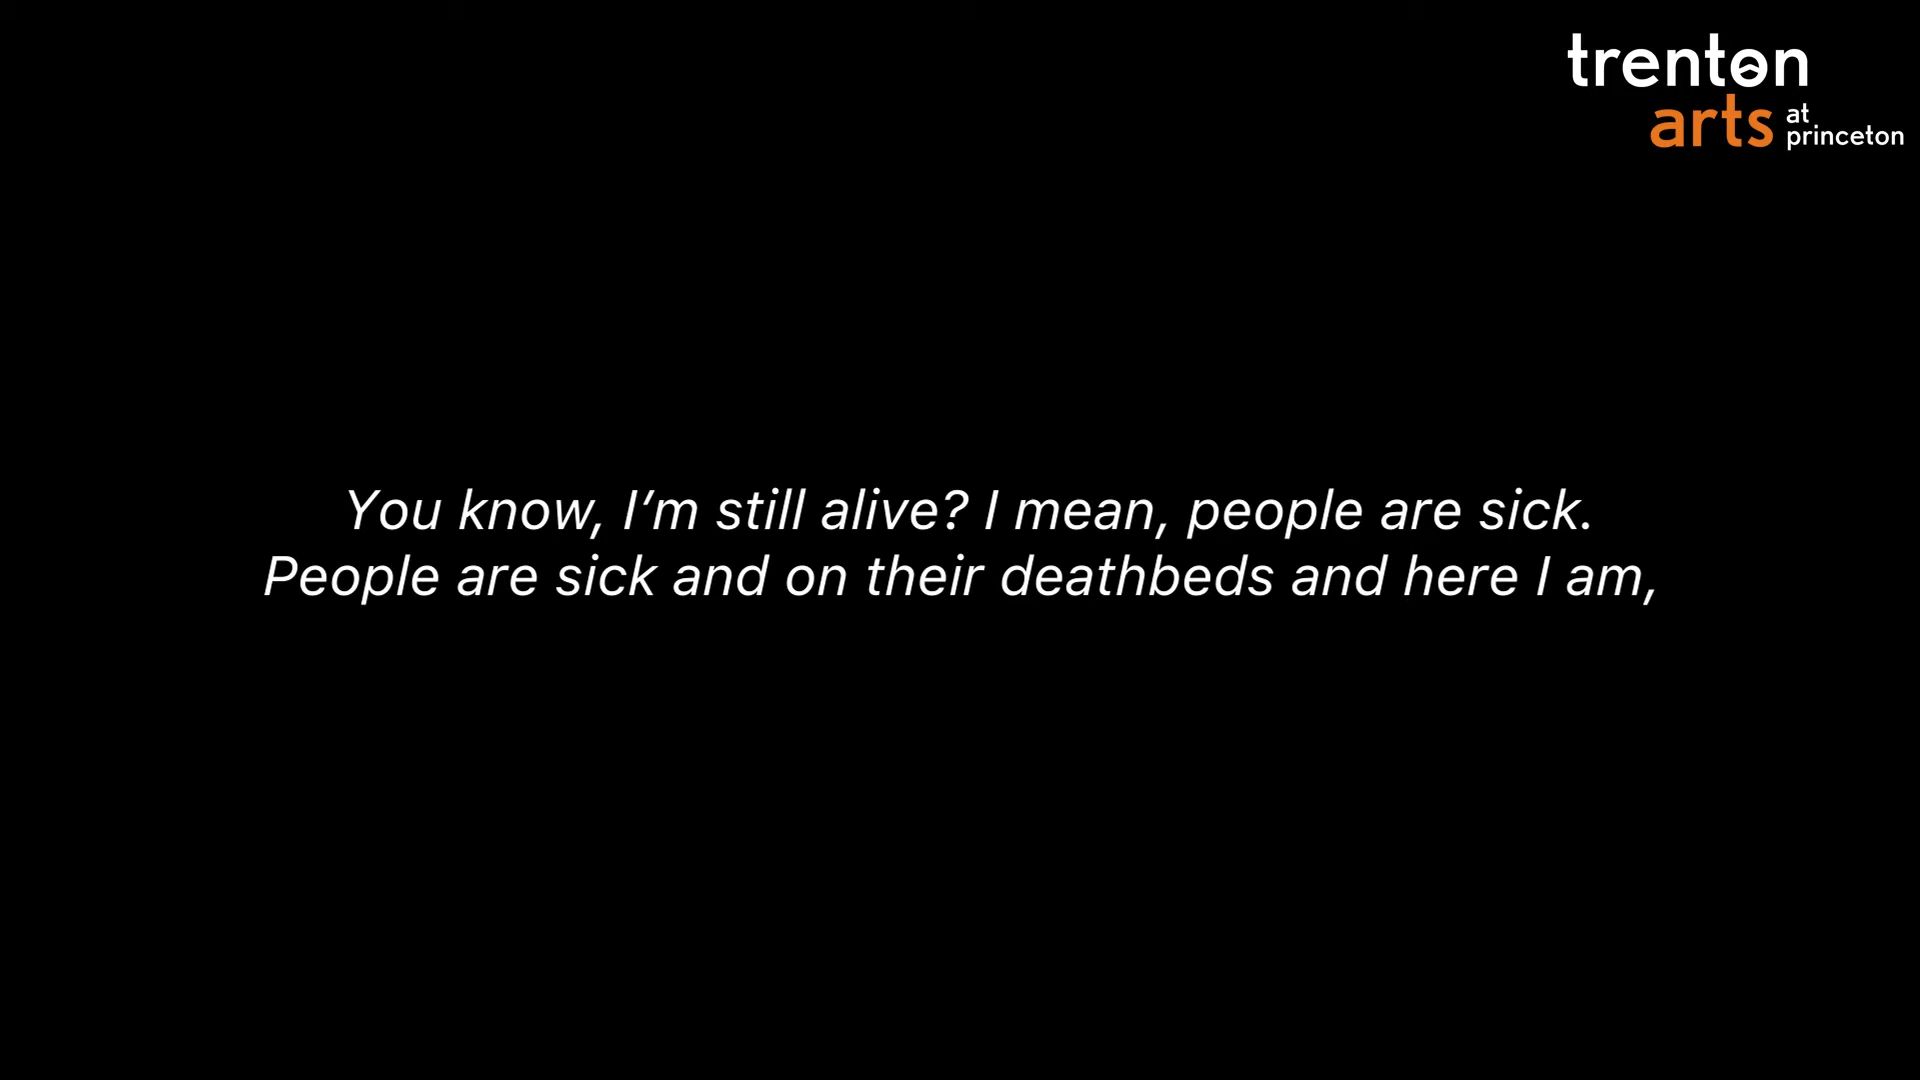 trenton
arts at princeton
You know, I’m still alive? I mean, people are sick.
People are sick and on their deathbeds and here I am,